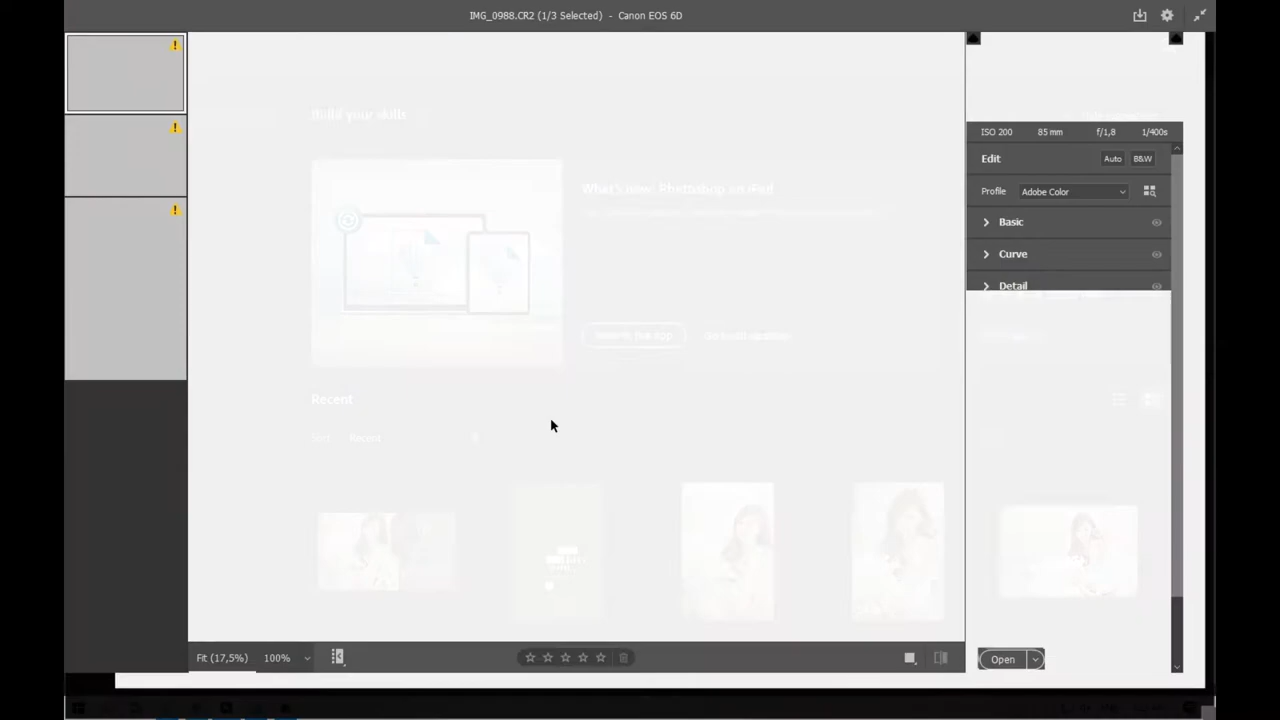 IMG_0988.CR2 (1/3 Selected) - Canon EOS 6D
Build your skills
What's new: Photoshop on iPad
Recent
Sort Recent
ISO 200 85 mm f/1,8 1/400s
Edit Auto B&W
Profile Adobe Color
Basic
Curve
Detail
Fit (17,5%) 100%
Open